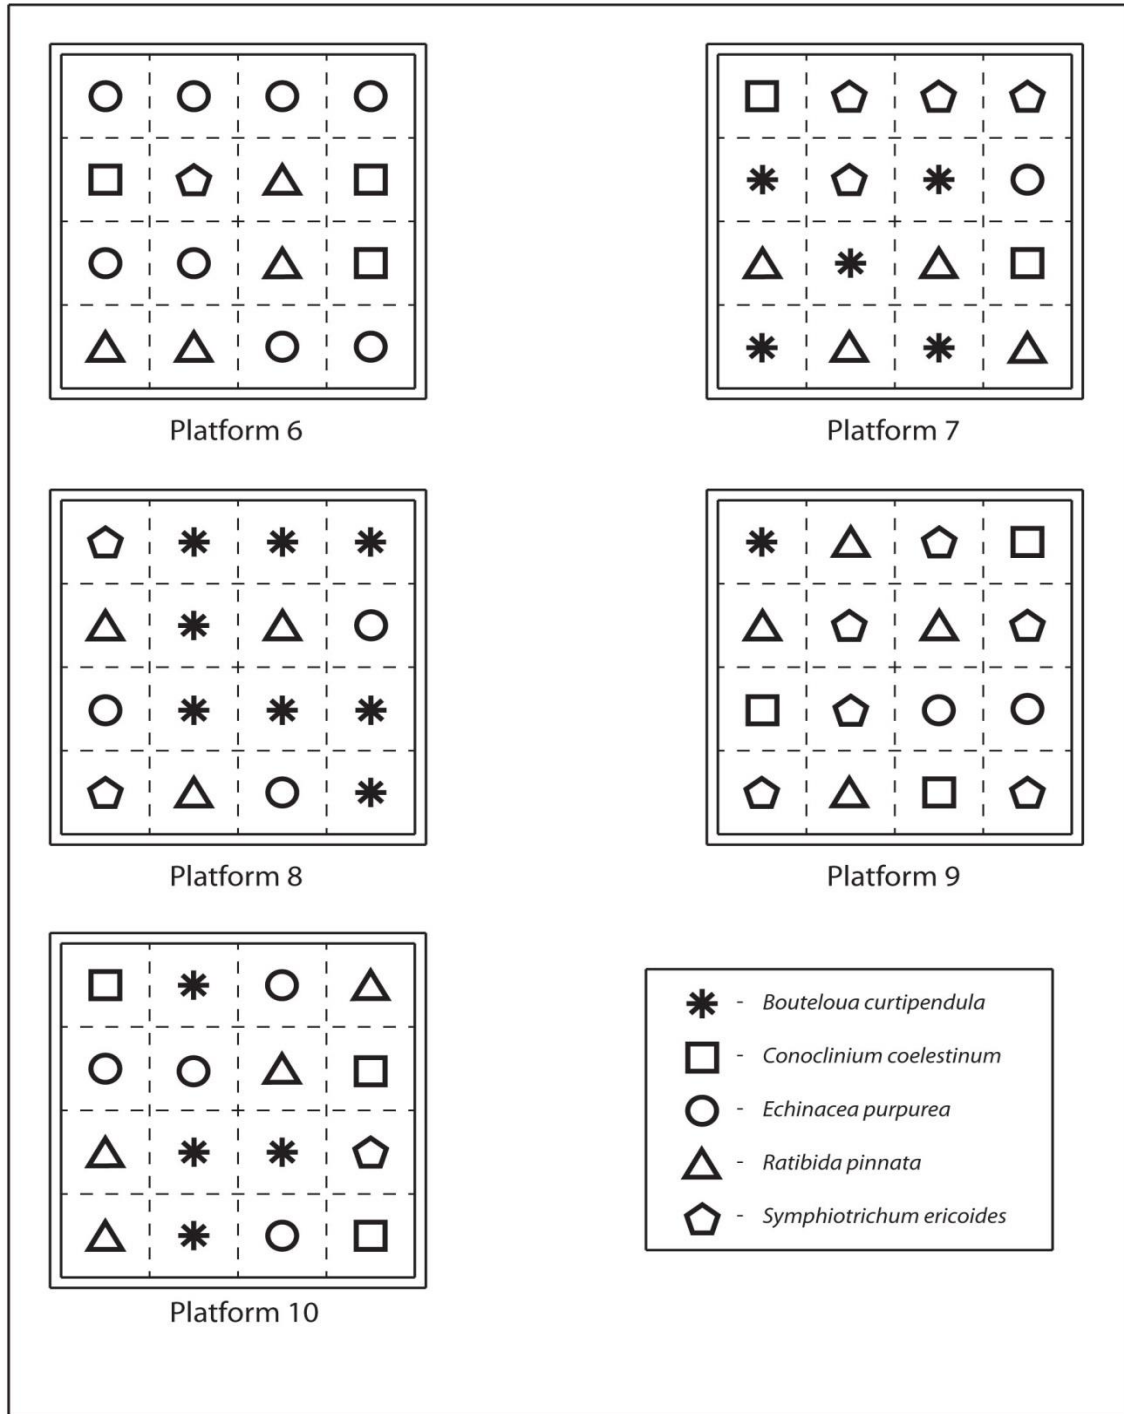 Platform 6
Platform 7
Platform 8
Platform 9
Platform 10
- Bouteloua curtipendula
- Conoclinium coelestinum
- Echinacea purpurea
- Ratibida pinnata
- Symphiotrichum ericoides